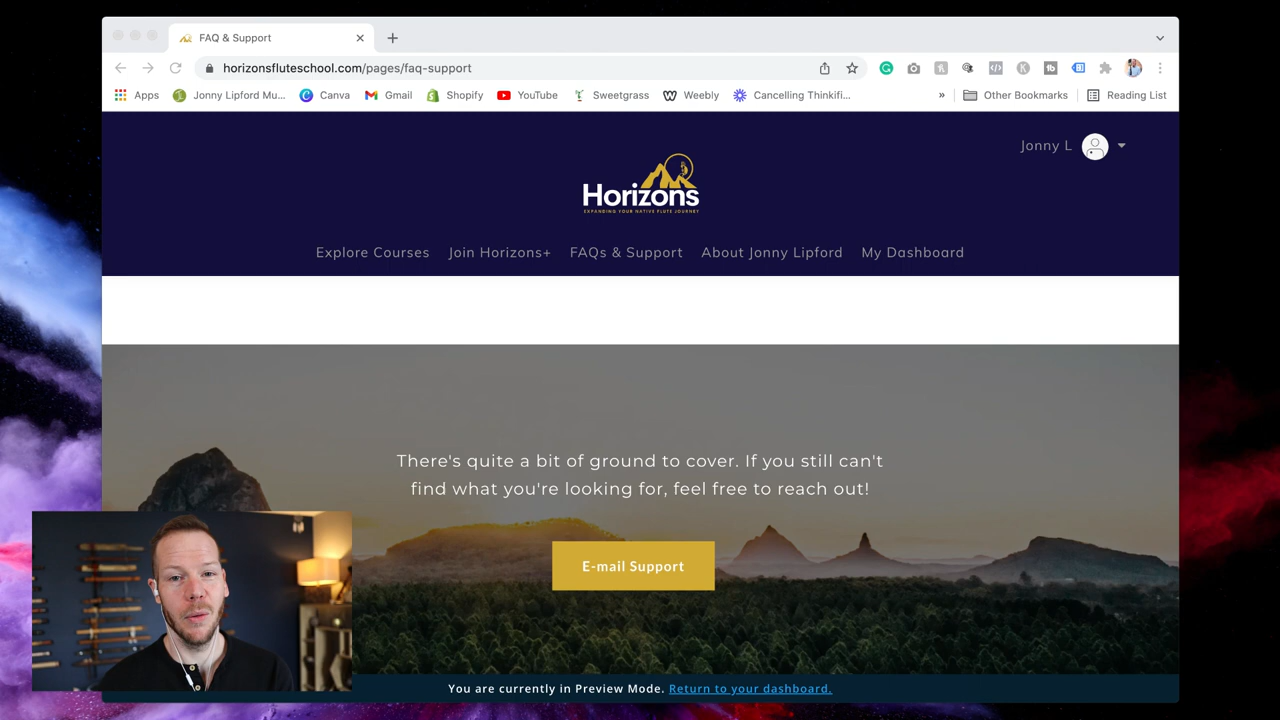 FAQ & Support
horizonsfluteschool.com/pages/faq-support
Apps Jonny Lipford Mu... Canva Gmail Shopify YouTube Sweetgrass Weebly Cancelling Thinkifi... » Other Bookmarks Reading List
Jonny L
Horizons
EXPANDING YOUR NATIVE FLUTE JOURNEY
Explore Courses Join Horizons+ FAQs & Support About Jonny Lipford My Dashboard
There's quite a bit of ground to cover. If you still can't
find what you're looking for, feel free to reach out!
E-mail Support
You are currently in Preview Mode. Return to your dashboard.